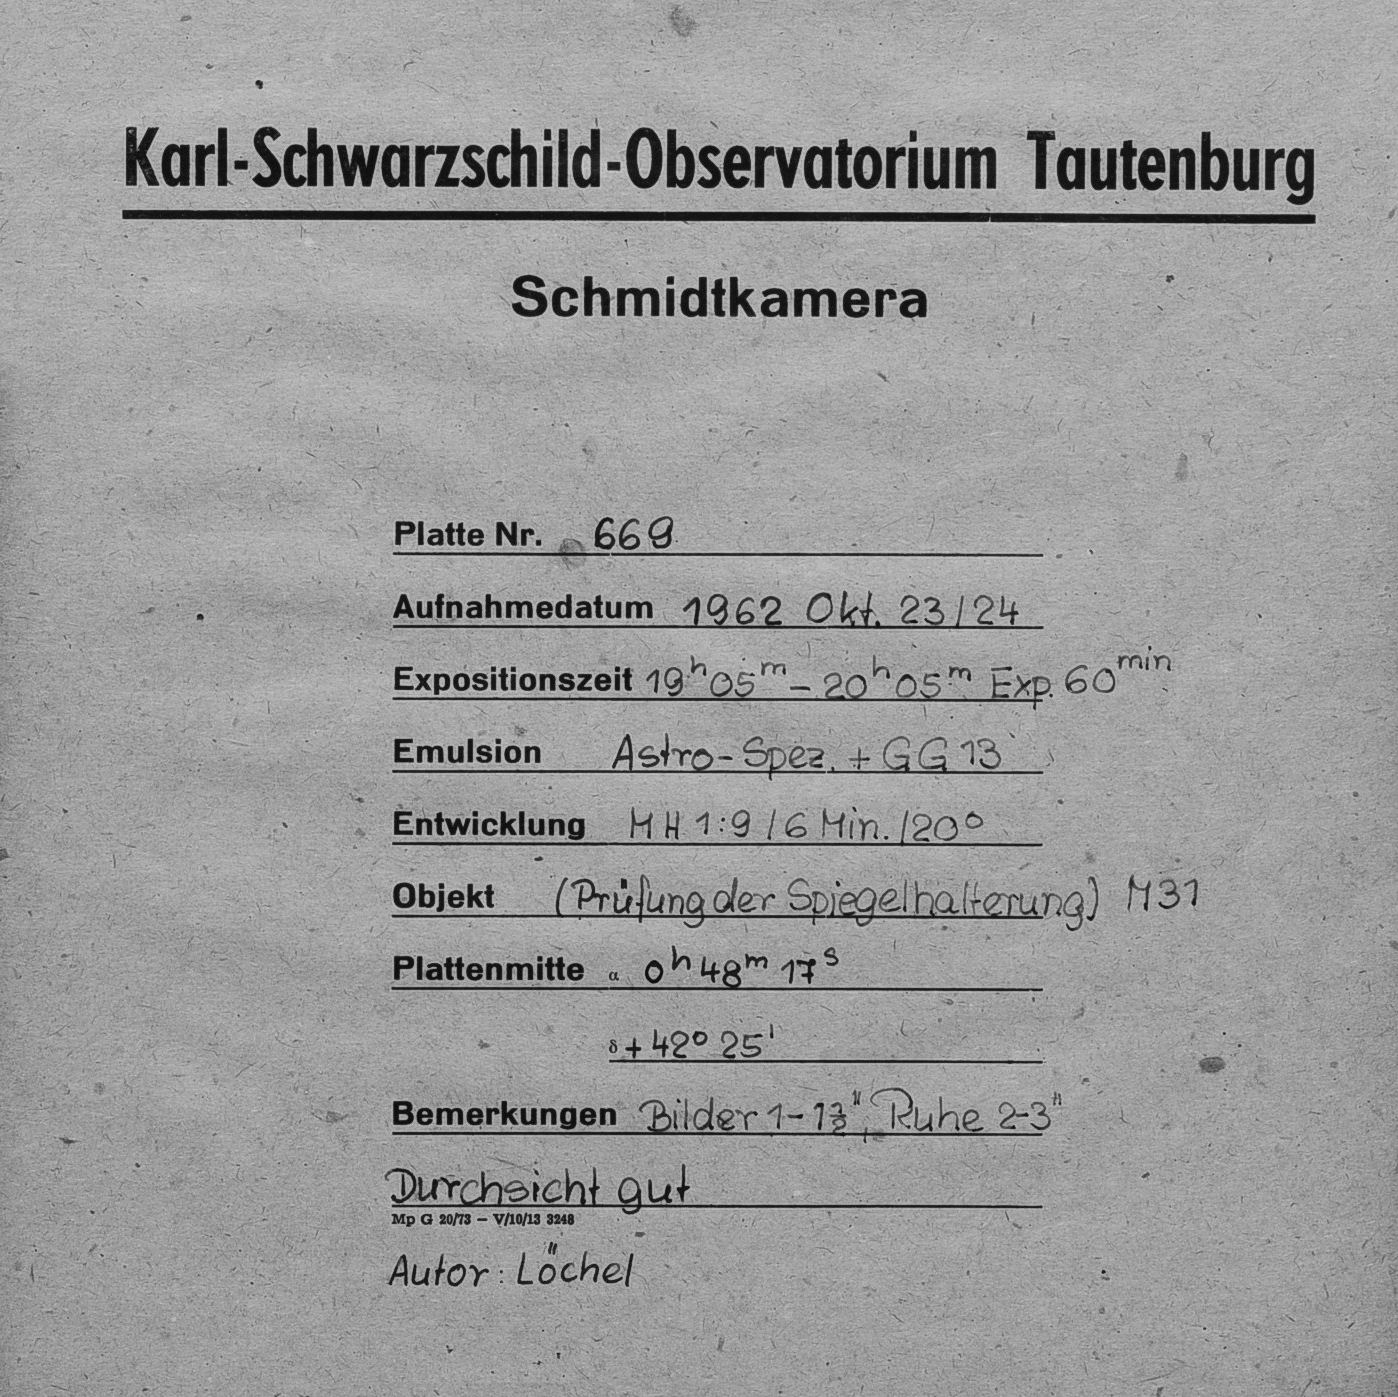 Karl-Schwarzschild-Observatorium Tautenburg
Schmidtkamera
Platte Nr. 669
Aufnahmedatum 1962 Okt. 23/24
Expositionszeit 19ʰ05ᵐ – 20ʰ05ᵐ Exp. 60ᵐⁱⁿ
Emulsion Astro-Spez. + GG 13
Entwicklung MH 1:9 / 6 Min. /20°
Objekt (Prüfung der Spiegelhalterung) M31
Plattenmitte α 0ʰ 48ᵐ 17ˢ
δ + 42° 25'
Bemerkungen Bilder 1-1½", Ruhe 2-3"
Durchsicht gut
Mp G 20/73 – V/10/13 3248
Autor: Löchel